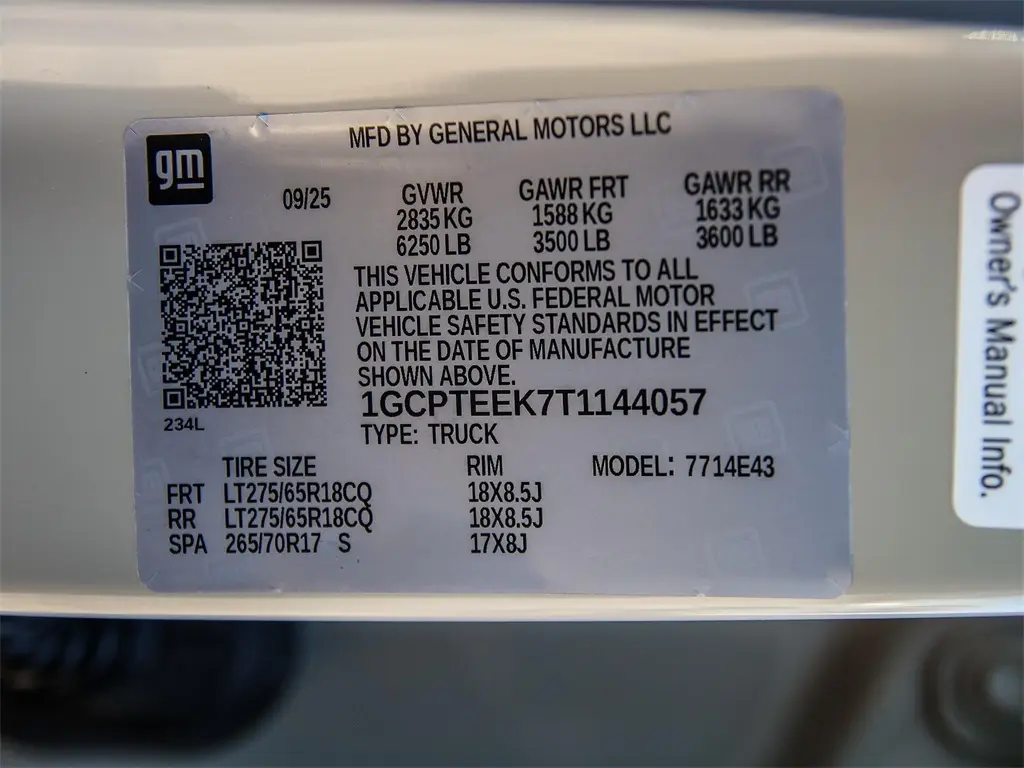 MFD BY GENERAL MOTORS LLC
gm
09/25
GVWR GAWR FRT GAWR RR
2835 KG 1588 KG 1633 KG
6250 LB 3500 LB 3600 LB
THIS VEHICLE CONFORMS TO ALL
APPLICABLE U.S. FEDERAL MOTOR
VEHICLE SAFETY STANDARDS IN EFFECT
ON THE DATE OF MANUFACTURE
SHOWN ABOVE.
1GCPTEEK7T1144057
234L
TYPE: TRUCK
TIRE SIZE RIM MODEL: 7714E43
FRT LT275/65R18CQ 18X8.5J
RR LT275/65R18CQ 18X8.5J
SPA 265/70R17 S 17X8J
Owner's Manual Info.